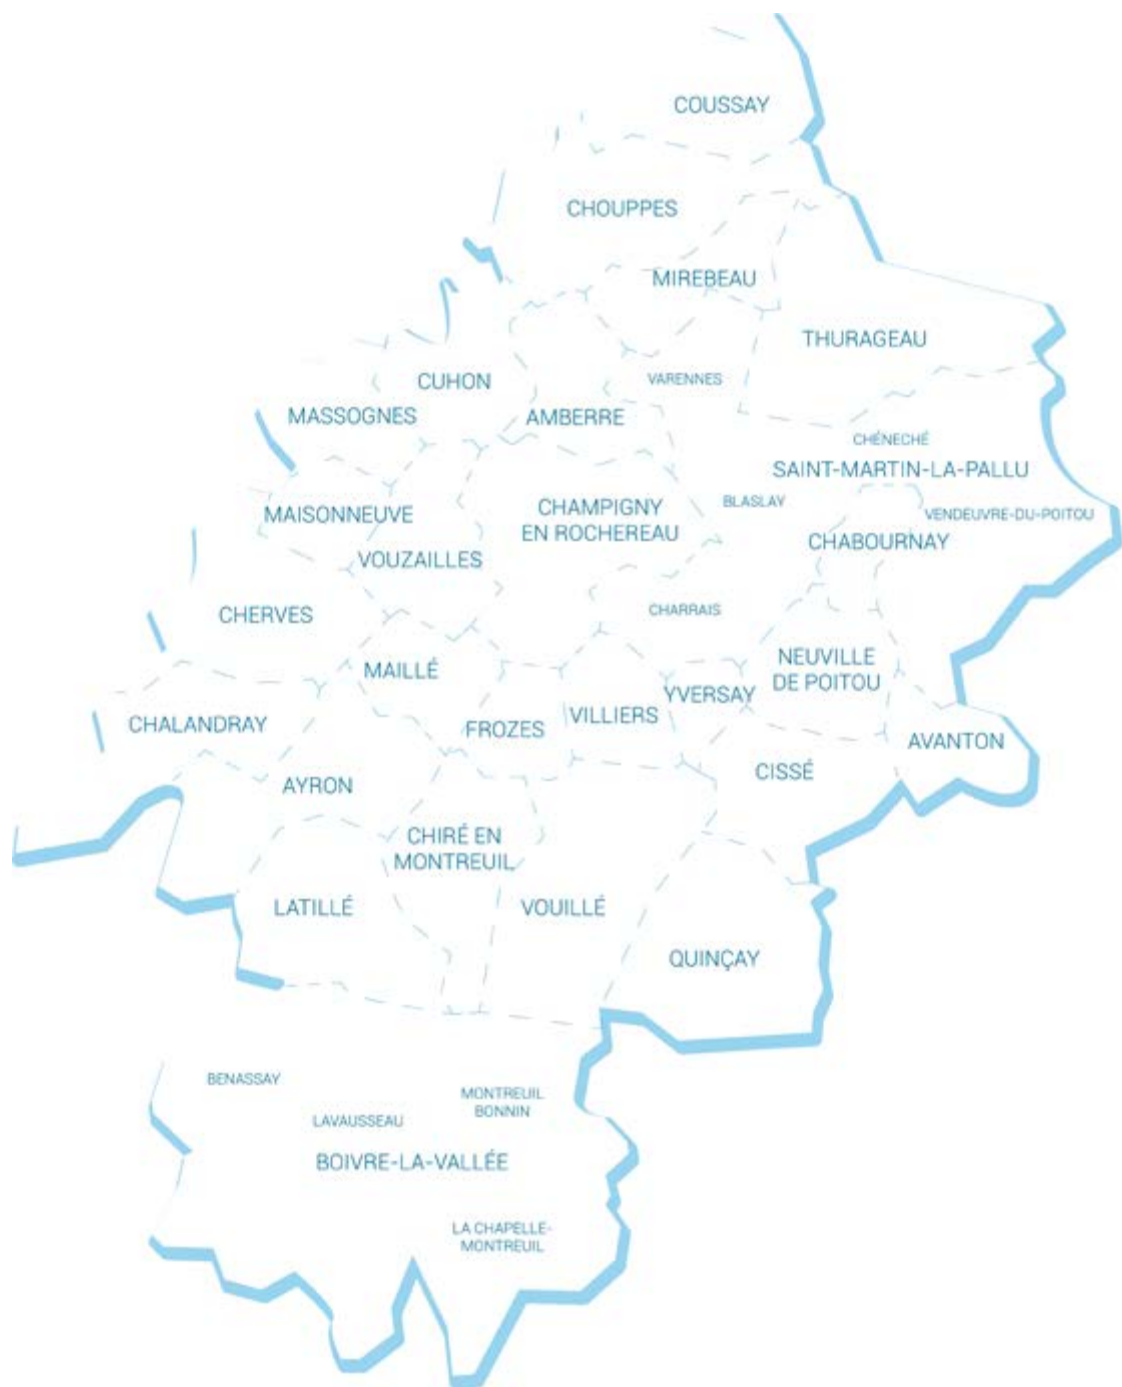 COUSSAY
CHOUPPES
MIREBEAU
THURAGEAU
CUHON
VARENNES
MASSOGNES
AMBERRE
CHÉNECHÉ
SAINT-MARTIN-LA-PALLU
BLASLAY
MAISONNEUVE
CHAMPIGNY
EN ROCHEREAU
VENDEUVRE-DU-POITOU
CHABOURNAY
VOUZAILLES
CHERVES
CHARRAIS
MAILLÉ
NEUVILLE
DE POITOU
YVERSAY
CHALANDRAY
FROZES
VILLIERS
AVANTON
CISSÉ
AYRON
CHIRÉ EN
MONTREUIL
LATILLÉ
VOUILLÉ
QUINÇAY
BENASSAY
MONTREUIL
BONNIN
LAVAUSSEAU
BOIVRE-LA-VALLÉE
LA CHAPELLE-
MONTREUIL